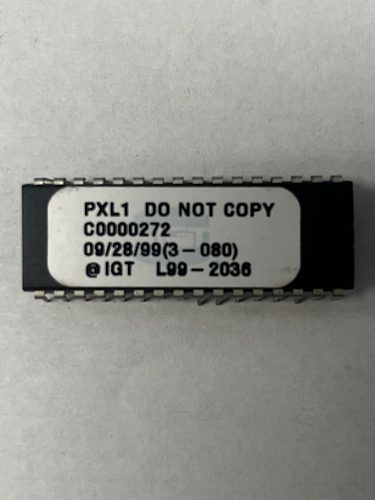 PXL1 DO NOT COPY
C0000272
09/28/99(3-080)
@ IGT L99-2036